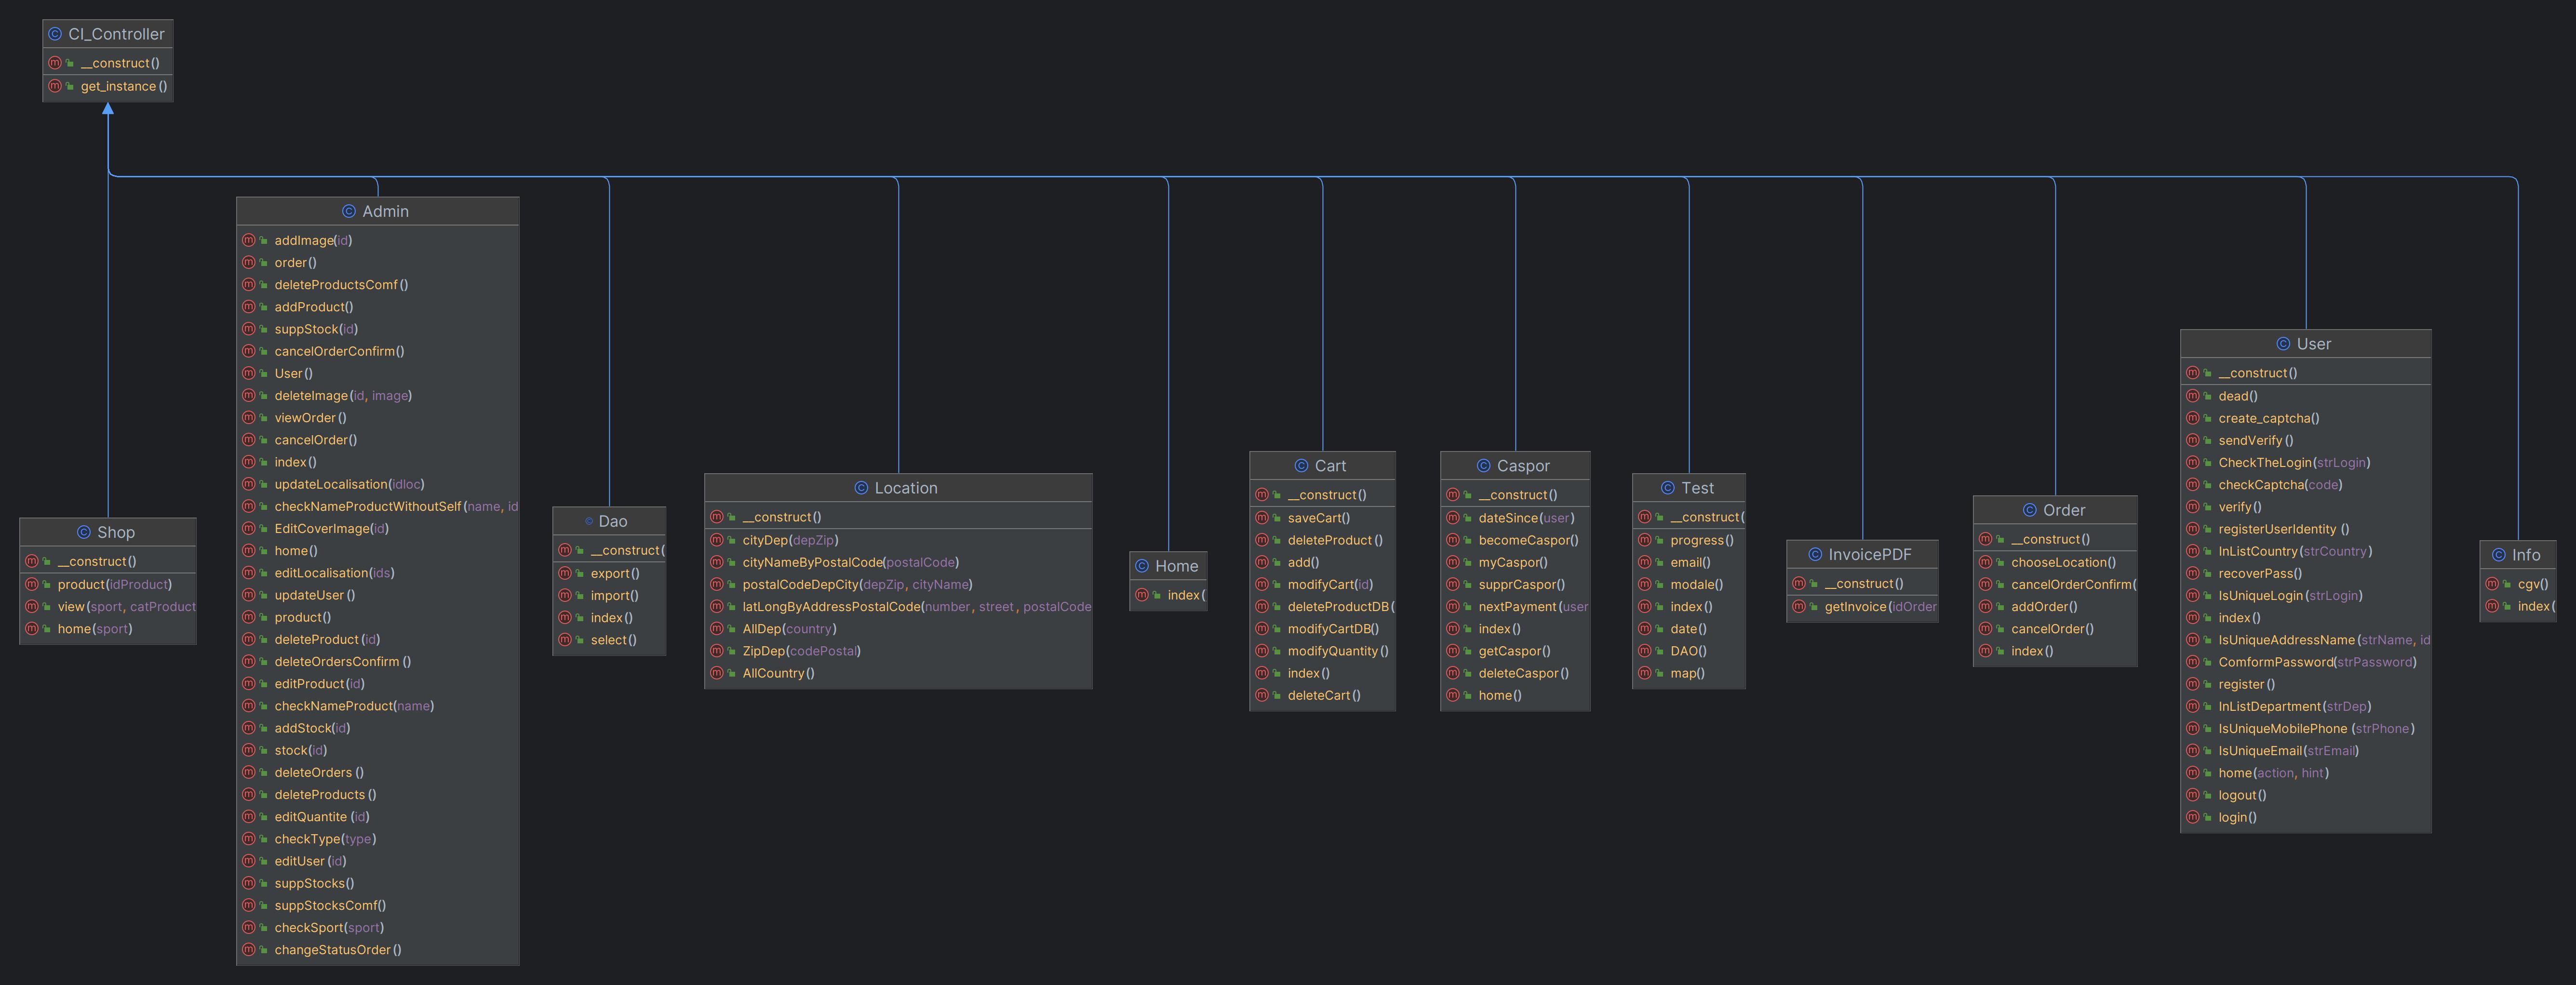 CI_Controller
__construct()
get_instance()
Shop
__construct()
product(idProduct)
view(sport, catProduct
home(sport)
Admin
addImage(id)
order()
deleteProductsComf()
addProduct()
suppStock(id)
cancelOrderConfirm()
User()
deleteImage(id, image)
viewOrder()
cancelOrder()
index()
updateLocalisation(idloc)
checkNameProductWithoutSelf(name, id
EditCoverImage(id)
home()
editLocalisation(ids)
updateUser()
product()
deleteProduct(id)
deleteOrdersConfirm()
editProduct(id)
checkNameProduct(name)
addStock(id)
stock(id)
deleteOrders()
deleteProducts()
editQuantite(id)
checkType(type)
editUser(id)
suppStocks()
suppStocksComf()
checkSport(sport)
changeStatusOrder()
Dao
__construct(
export()
import()
index()
select()
Location
__construct()
cityDep(depZip)
cityNameByPostalCode(postalCode)
postalCodeDepCity(depZip, cityName)
latLongByAddressPostalCode(number, street, postalCode
AllDep(country)
ZipDep(codePostal)
AllCountry()
Home
index(
Cart
__construct()
saveCart()
deleteProduct()
add()
modifyCart(id)
deleteProductDB(
modifyCartDB()
modifyQuantity()
index()
deleteCart()
Caspor
__construct()
dateSince(user)
becomeCaspor()
myCaspor()
supprCaspor()
nextPayment(user
index()
getCaspor()
deleteCaspor()
home()
Test
__construct(
progress()
email()
modale()
index()
date()
DAO()
map()
InvoicePDF
__construct()
getInvoice(idOrder
Order
__construct()
chooseLocation()
cancelOrderConfirm(
addOrder()
cancelOrder()
index()
User
__construct()
dead()
create_captcha()
sendVerify()
CheckTheLogin(strLogin)
checkCaptcha(code)
verify()
registerUserIdentity()
InListCountry(strCountry)
recoverPass()
IsUniqueLogin(strLogin)
index()
IsUniqueAddressName(strName, id
ComformPassword(strPassword)
register()
InListDepartment(strDep)
IsUniqueMobilePhone(strPhone)
IsUniqueEmail(strEmail)
home(action, hint)
logout()
login()
Info
cgv()
index(